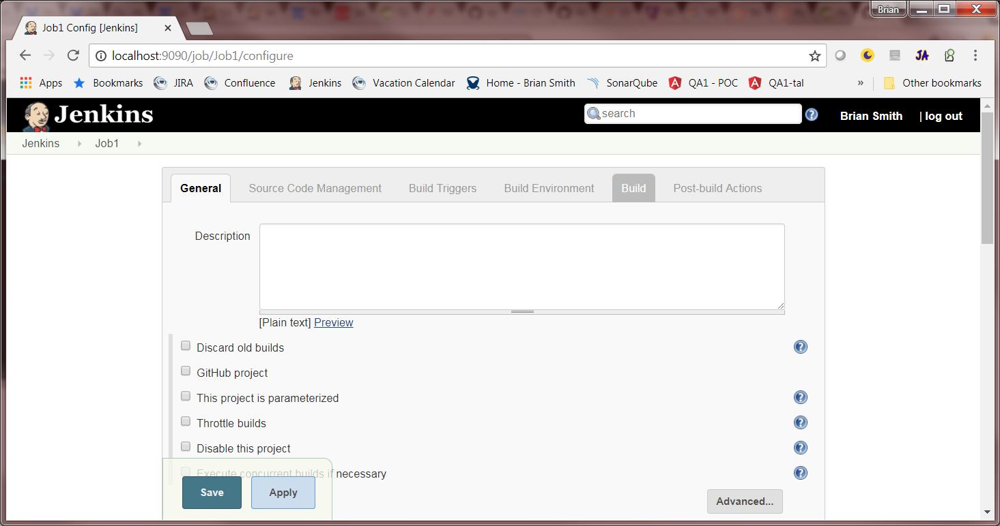 Brian
Job1 Config [Jenkins]
localhost:9090/job/Job1/configure
JA
Apps Bookmarks JIRA Confluence Jenkins Vacation Calendar Home - Brian Smith SonarQube QA1 - POC QA1-tal » Other bookmarks
Jenkins search Brian Smith | log out
Jenkins Job1
General Source Code Management Build Triggers Build Environment Build Post-build Actions
Description
[Plain text] Preview
Discard old builds
GitHub project
This project is parameterized
Throttle builds
Disable this project
Execute concurrent builds if necessary
Save Apply
Advanced...